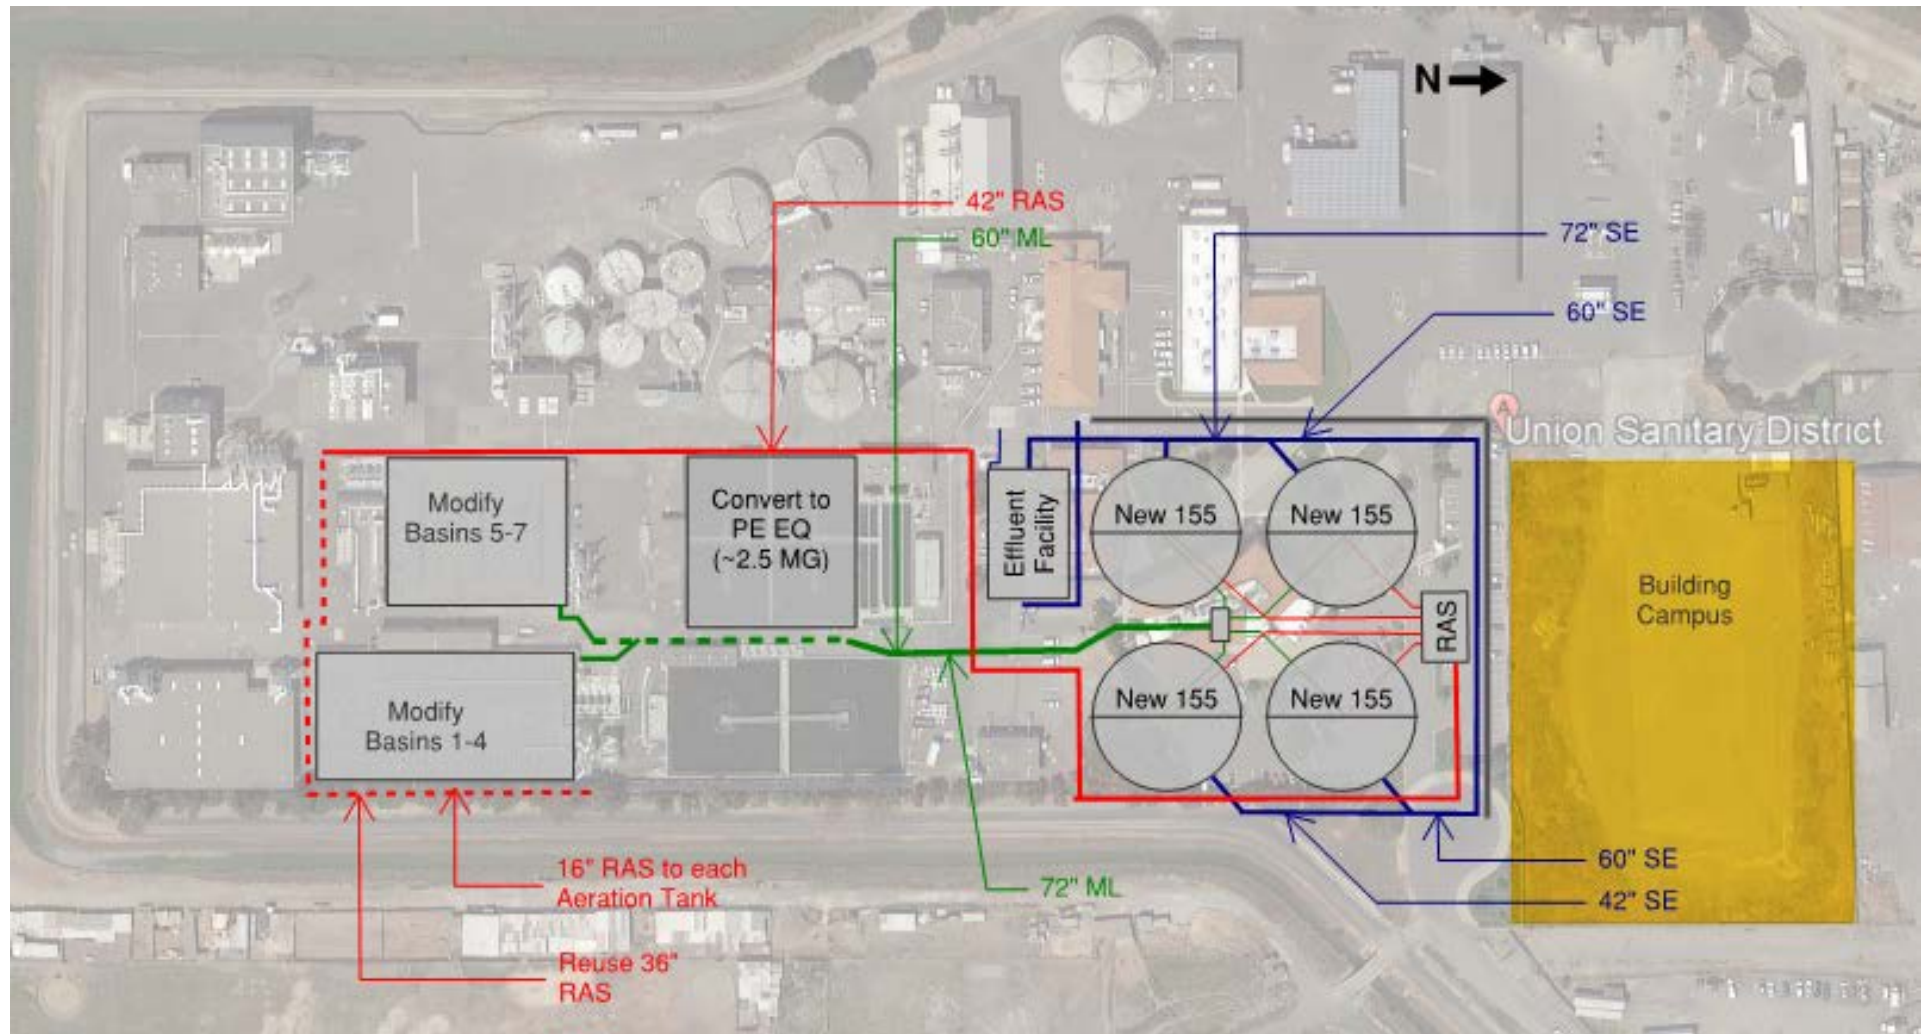 N
42" RAS
60" ML
72" SE
60" SE
A
Union Sanitary District
Modify
Basins 5-7
Convert to
PE EQ
(~2.5 MG)
Effluent
Facility
New 155
New 155
Building
Campus
RAS
Modify
Basins 1-4
New 155
New 155
16" RAS to each
Aeration Tank
72" ML
60" SE
42" SE
Reuse 36"
RAS